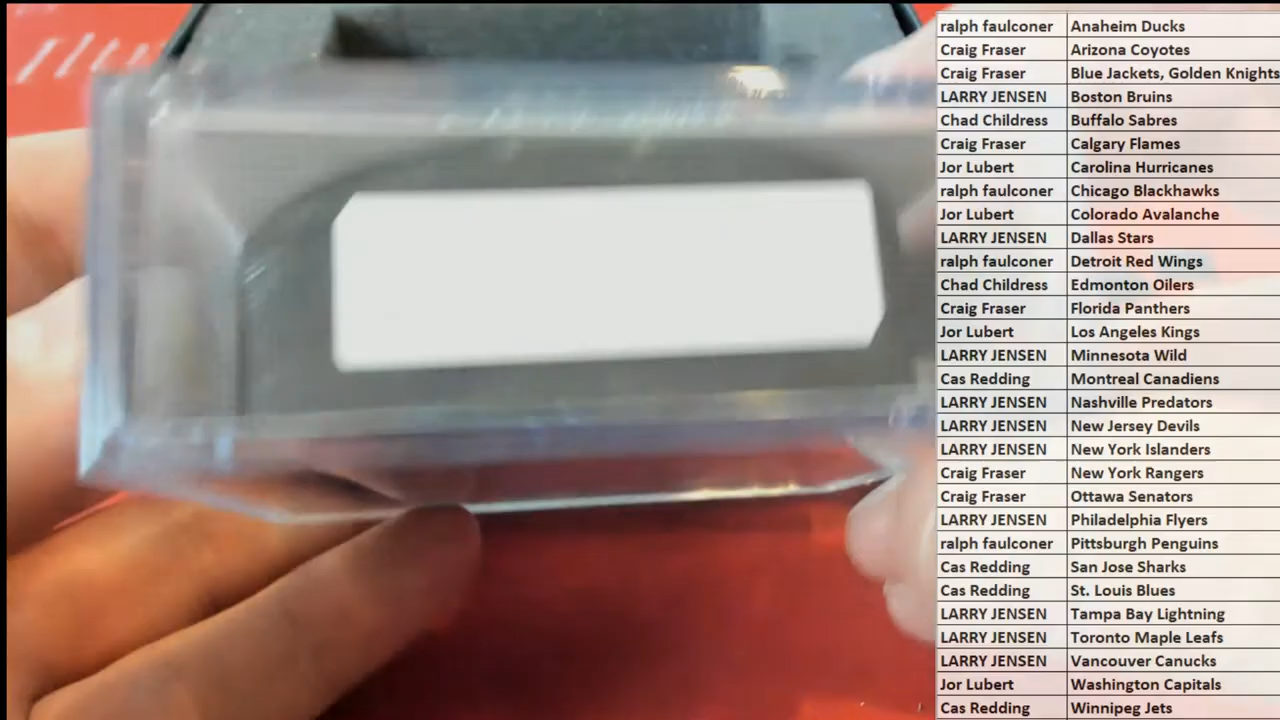 ralph faulconer Anaheim Ducks
Craig Fraser Arizona Coyotes
Craig Fraser Blue Jackets, Golden Knights
LARRY JENSEN Boston Bruins
Chad Childress Buffalo Sabres
Craig Fraser Calgary Flames
Jor Lubert Carolina Hurricanes
ralph faulconer Chicago Blackhawks
Jor Lubert Colorado Avalanche
LARRY JENSEN Dallas Stars
ralph faulconer Detroit Red Wings
Chad Childress Edmonton Oilers
Craig Fraser Florida Panthers
Jor Lubert Los Angeles Kings
LARRY JENSEN Minnesota Wild
Cas Redding Montreal Canadiens
LARRY JENSEN Nashville Predators
LARRY JENSEN New Jersey Devils
LARRY JENSEN New York Islanders
Craig Fraser New York Rangers
Craig Fraser Ottawa Senators
LARRY JENSEN Philadelphia Flyers
ralph faulconer Pittsburgh Penguins
Cas Redding San Jose Sharks
Cas Redding St. Louis Blues
LARRY JENSEN Tampa Bay Lightning
LARRY JENSEN Toronto Maple Leafs
LARRY JENSEN Vancouver Canucks
Jor Lubert Washington Capitals
Cas Redding Winnipeg Jets